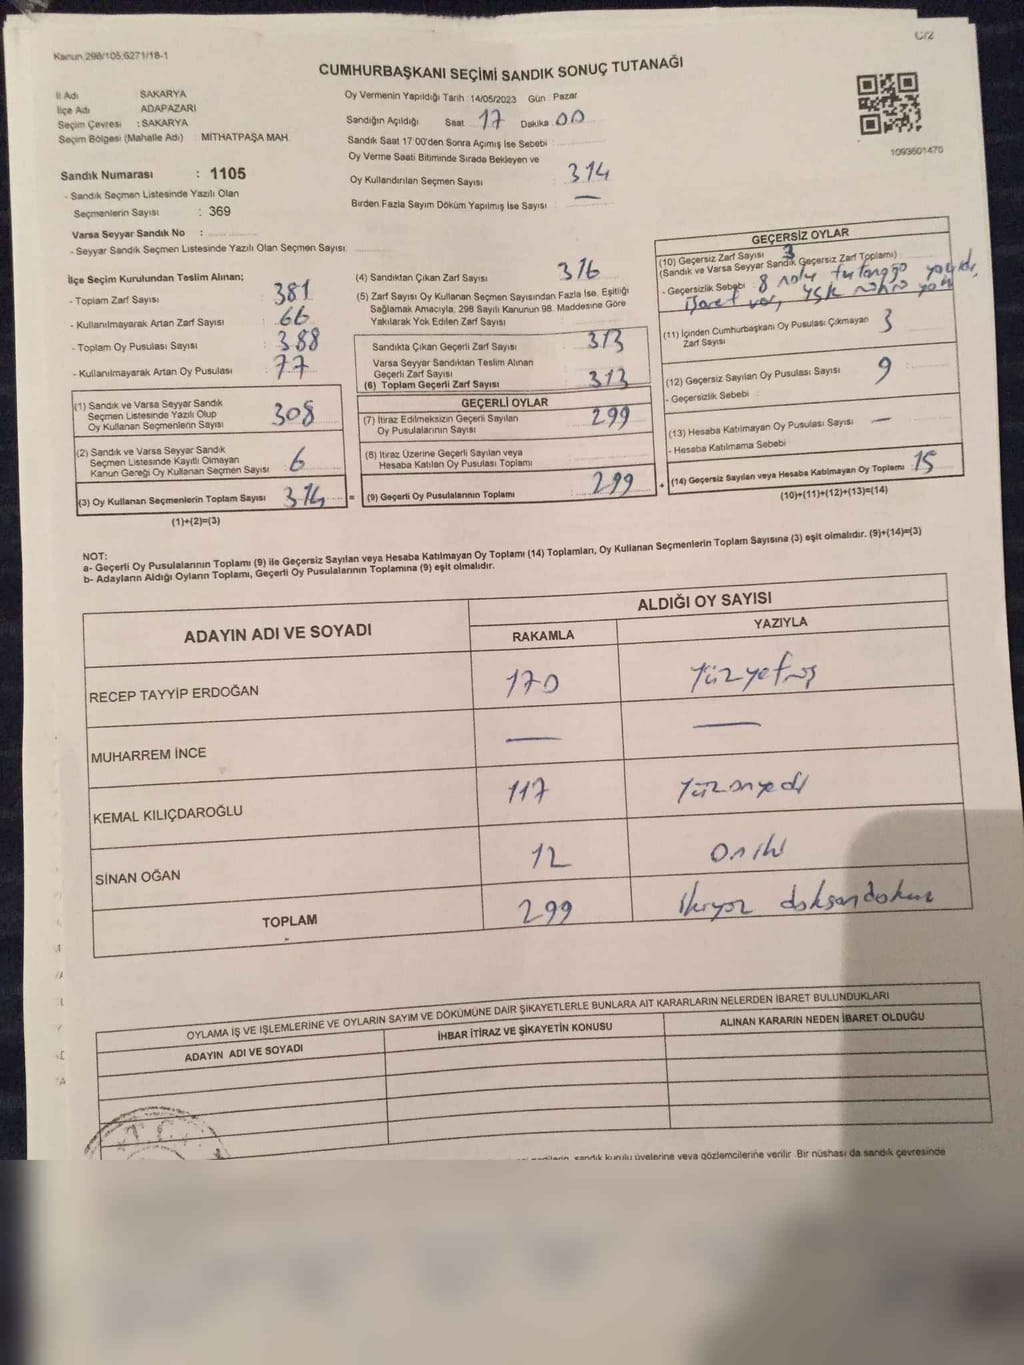 C/2
Kanun 298/105,6271/18-1
CUMHURBAŞKANI SEÇİMİ SANDIK SONUÇ TUTANAĞI
İl Adı SAKARYA
İlçe Adı ADAPAZARI
Seçim Çevresi : SAKARYA
Seçim Bölgesi (Mahalle Adı) MİTHATPAŞA MAH.
Sandık Numarası : 1105
- Sandık Seçmen Listesinde Yazılı Olan
Seçmenlerin Sayısı : 369
Varsa Seyyar Sandık No :
- Seyyar Sandık Seçmen Listesinde Yazılı Olan Seçmen Sayısı:
Oy Vermenin Yapıldığı Tarih :14/05/2023 Gün : Pazar
Sandığın Açıldığı Saat 17 Dakika 00
Sandık Saat 17:00'den Sonra Açımış İse Sebebi :
Oy Verme Saati Bitiminde Sırada Bekleyen ve
Oy Kullandırılan Seçmen Sayısı : 314
Birden Fazla Sayım Döküm Yapılmış İse Sayısı : —
1093601470
İlçe Seçim Kurulundan Teslim Alınan;
- Toplam Zarf Sayısı : 381
- Kullanılmayarak Artan Zarf Sayısı : 66
- Toplam Oy Pusulası Sayısı : 388
- Kullanılmayarak Artan Oy Pusulası : 77
(1) Sandık ve Varsa Seyyar Sandık
Seçmen Listesinde Yazılı Olup
Oy Kullanan Seçmenlerin Sayısı : 308
(2) Sandık ve Varsa Seyyar Sandık
Seçmen Listesinde Kayıtlı Olmayan
Kanun Gereği Oy Kullanan Seçmen Sayısı : 6
(3) Oy Kullanan Seçmenlerin Toplam Sayısı : 314 =
(1)+(2)=(3)
(4) Sandıktan Çıkan Zarf Sayısı : 316
(5) Zarf Sayısı Oy Kullanan Seçmen Sayısından Fazla İse, Eşitliği
Sağlamak Amacıyla, 298 Sayılı Kanunun 98. Maddesine Göre
Yakılarak Yok Edilen Zarf Sayısı :
Sandıkta Çıkan Geçerli Zarf Sayısı : 313
Varsa Seyyar Sandıktan Teslim Alınan
Geçerli Zarf Sayısı :
(6) Toplam Geçerli Zarf Sayısı : 313
GEÇERLİ OYLAR
(7) İtiraz Edilmeksizin Geçerli Sayılan
Oy Pusulalarının Sayısı : 299
(8) İtiraz Üzerine Geçerli Sayılan veya
Hesaba Katılan Oy Pusulası Toplamı :
(9) Geçerli Oy Pusulalarının Toplamı : 299 +
GEÇERSİZ OYLAR
(10) Geçersiz Zarf Sayısı : 3
(Sandık ve Varsa Seyyar Sandık Geçersiz Zarf Toplamı)
- Geçersizlik Sebebi : 8 nolu
işaret var, YSK mührü yok
(11) İçinden Cumhurbaşkanı Oy Pusulası Çıkmayan
Zarf Sayısı : 3
(12) Geçersiz Sayılan Oy Pusulası Sayısı : 9
- Geçersizlik Sebebi :
(13) Hesaba Katılmayan Oy Pusulası Sayısı : —
- Hesaba Katılmama Sebebi :
(14) Geçersiz Sayılan veya Hesaba Katılmayan Oy Toplamı : 15
(10)+(11)+(12)+(13)=(14)
NOT:
a- Geçerli Oy Pusulalarının Toplamı (9) ile Geçersiz Sayılan veya Hesaba Katılmayan Oy Toplamı (14) Toplamları, Oy Kullanan Seçmenlerin Toplam Sayısına (3) eşit olmalıdır. (9)+(14)=(3)
b- Adayların Aldığı Oyların Toplamı, Geçerli Oy Pusulalarının Toplamına (9) eşit olmalıdır.
ADAYIN ADI VE SOYADI ALDIĞI OY SAYISI
RAKAMLA YAZIYLA
RECEP TAYYİP ERDOĞAN 170 Yüzyetmiş
MUHARREM İNCE — —
KEMAL KILIÇDAROĞLU 117 Yüzonyedi
SİNAN OĞAN 12 Oniki
TOPLAM 299 İkiyüz doksandokuz
OYLAMA İŞ VE İŞLEMLERİNE VE OYLARIN SAYIM VE DÖKÜMÜNE DAİR ŞİKAYETLERLE BUNLARA AİT KARARLARIN NELERDEN İBARET BULUNDUKLARI
ADAYIN ADI VE SOYADI İHBAR İTİRAZ VE ŞİKAYETİN KONUSU ALINAN KARARIN NEDEN İBARET OLDUĞU
T.C.
sandık kurulu üyelerine veya gözlemcilerine verilir. Bir nüshası da sandık çevresinde